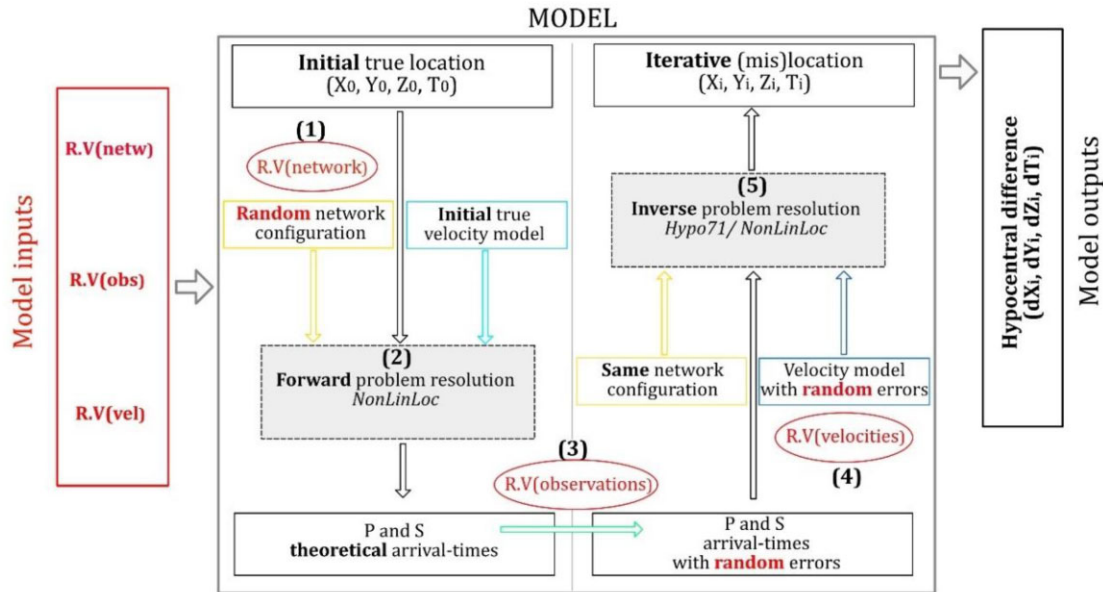 MODEL
Model inputs
R.V(netw)
R.V(obs)
R.V(vel)
Initial true location
(X₀, Y₀, Z₀, T₀)
(1)
R.V(network)
Random network
configuration
Initial true
velocity model
(2)
Forward problem resolution
NonLinLoc
P and S
theoretical arrival-times
(3)
R.V(observations)
P and S
arrival-times
with random errors
Same network
configuration
Velocity model
with random errors
R.V(velocities)
(4)
(5)
Inverse problem resolution
Hypo71/ NonLinLoc
Iterative (mis)location
(Xᵢ, Yᵢ, Zᵢ, Tᵢ)
Hypocentral difference
(dXᵢ, dYᵢ, dZᵢ, dTᵢ)
Model outputs